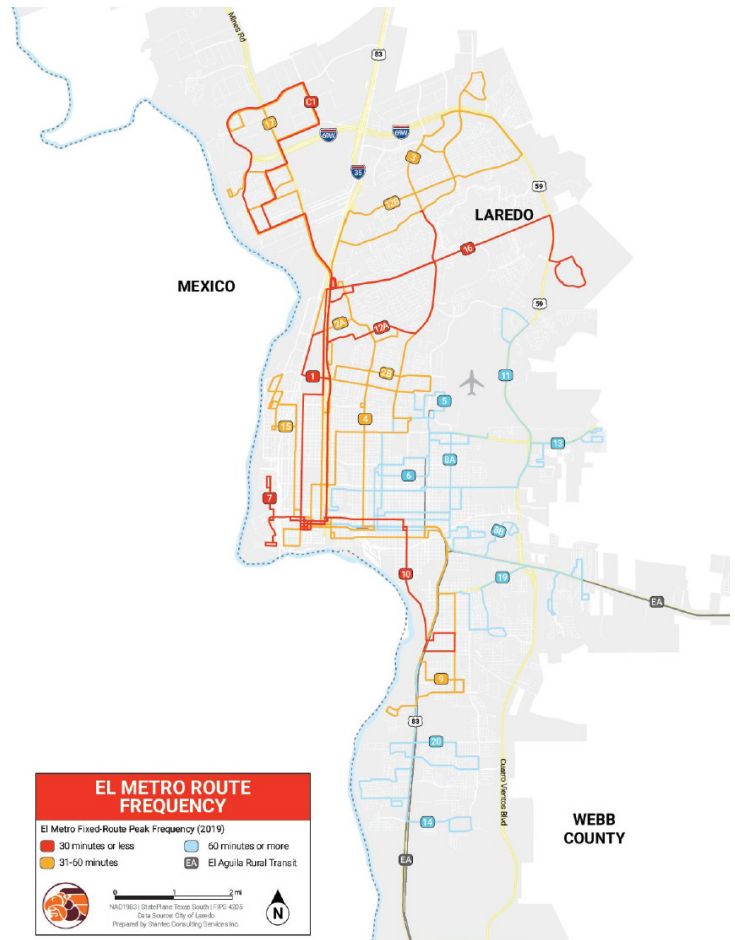 Mines Rd
83
C1
17
69W
69W
35
3
59
12B
LAREDO
16
MEXICO
59
2A
12A
1
2B
11
5
4
15
13
8A
6
7
8B
10
19
EA
9
83
20
Cuatro Vientos Blvd
14
WEBB
COUNTY
EA
EL METRO ROUTE
FREQUENCY
El Metro Fixed-Route Peak Frequency (2019)
30 minutes or less
60 minutes or more
31-60 minutes
EA El Aguila Rural Transit
0 1 2 mi
NAD1983 | StatePlane Texas South | FIPS 4205
Data Source: City of Laredo
Prepared by Stantec Consulting Services Inc.
N